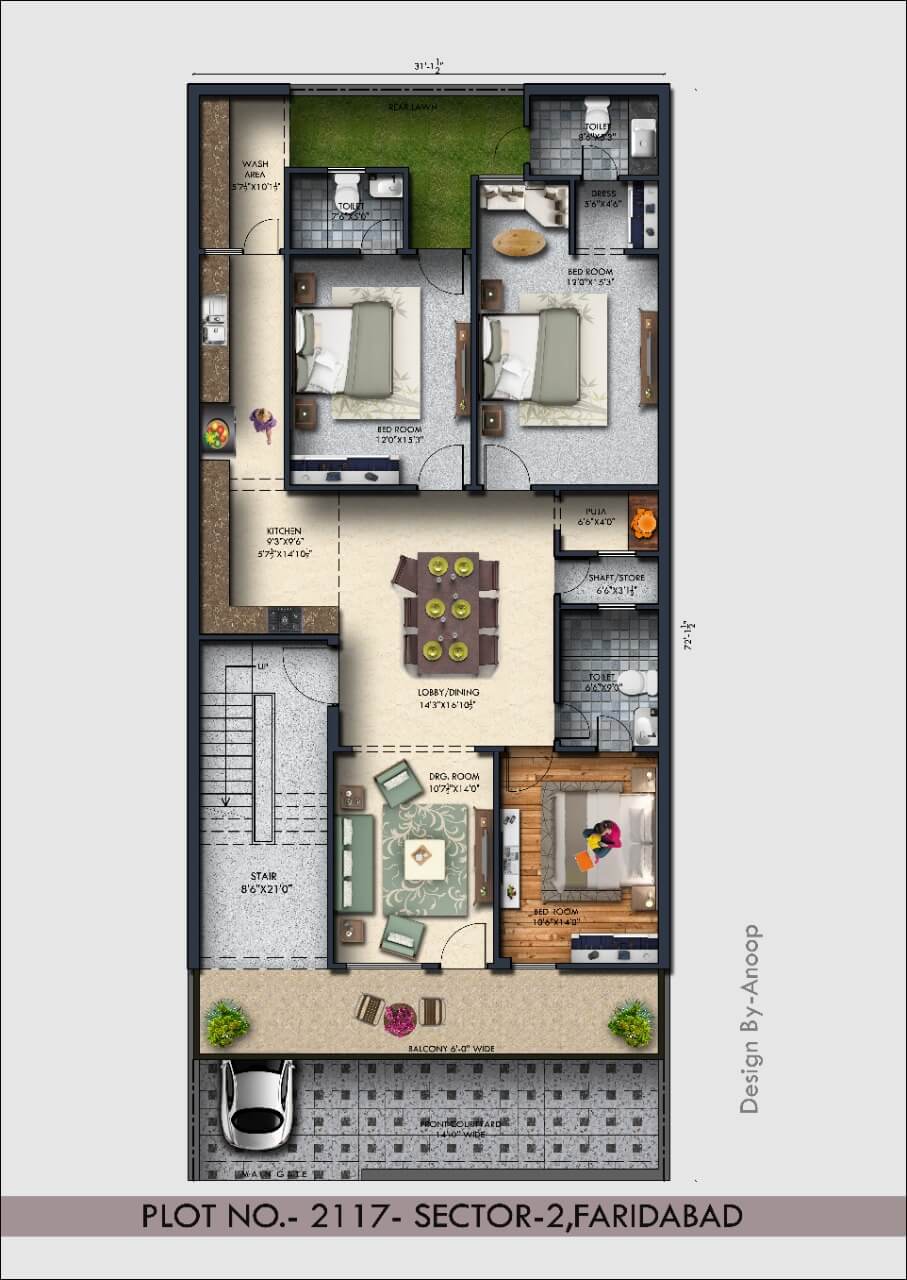 31'-1½"
REAR LAWN
TOILET
8'6"X5'3"
WASH
AREA
5'7½"X10'1½"
TOILET
7'6"X5'0"
DRESS
5'6"X4'6"
BED ROOM
12'0"X15'3"
BED ROOM
12'0"X15'3"
PUJA
6'6"X4'0"
KITCHEN
9'3"X9'6"
5'7½"X14'10½"
SHAFT/STORE
6'6"X3'1½"
72'-1½"
UP
TOILET
6'6"X9'0"
LOBBY/DINING
14'3"X16'10½"
DRG. ROOM
10'7½"X14'0"
STAIR
8'6"X21'0"
BED ROOM
10'6"X14'0"
Design By-Anoop
BALCONY 6'-0" WIDE
FRONT COURTYARD
14'-0" WIDE
MAIN GATE
PLOT NO.- 2117- SECTOR-2,FARIDABAD